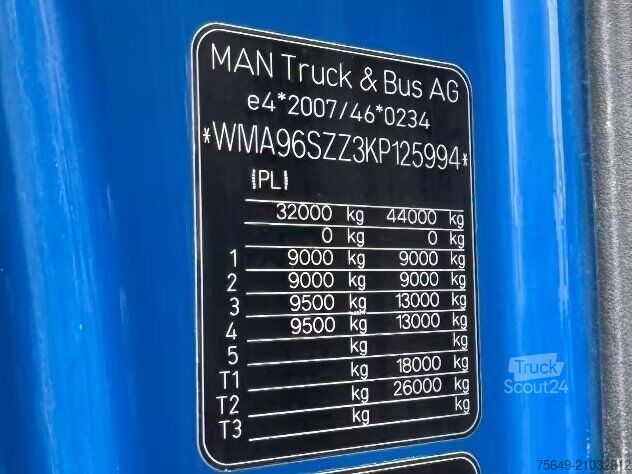 MAN Truck & Bus AG
e4*2007/46*0234
*WMA96SZZ3KP125994*
PL
32000 kg 44000 kg
0 kg 0 kg
1 9000 kg 9000 kg
2 9000 kg 9000 kg
3 9500 kg 13000 kg
4 9500 kg 13000 kg
5 kg kg
T1 kg 18000 kg
T2 kg 26000 kg
T3 kg kg
Truck
Scout24